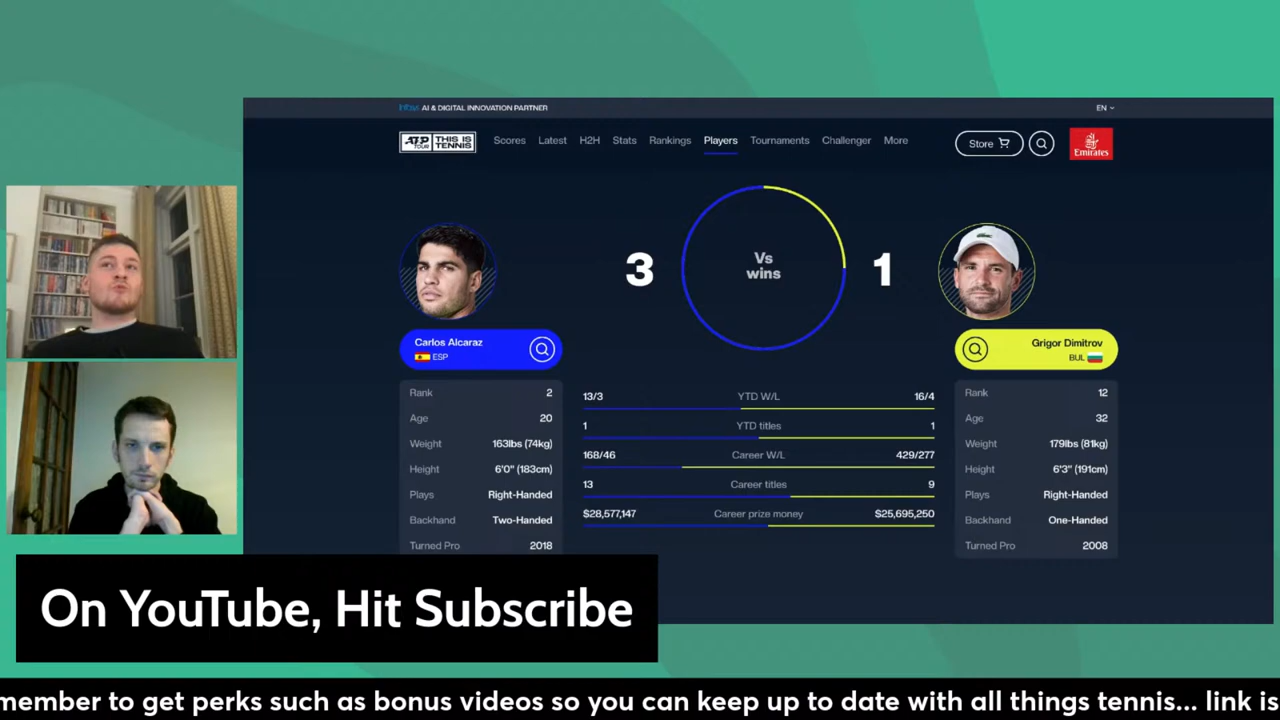 AI & DIGITAL INNOVATION PARTNER
EN
ATP TOUR THIS IS TENNIS
Scores Latest H2H Stats Rankings Players Tournaments Challenger More
Store
Emirates
3 Vs wins 1
Carlos Alcaraz
ESP
Grigor Dimitrov
BUL
Rank 2
Age 20
Weight 163lbs (74kg)
Height 6'0" (183cm)
Plays Right-Handed
Backhand Two-Handed
Turned Pro 2018
13/3 YTD W/L 16/4
1 YTD titles 1
168/46 Career W/L 429/277
13 Career titles 9
$28,577,147 Career prize money $25,695,250
Rank 12
Age 32
Weight 179lbs (81kg)
Height 6'3" (191cm)
Plays Right-Handed
Backhand One-Handed
Turned Pro 2008
On YouTube, Hit Subscribe
member to get perks such as bonus videos so you can keep up to date with all things tennis... link is